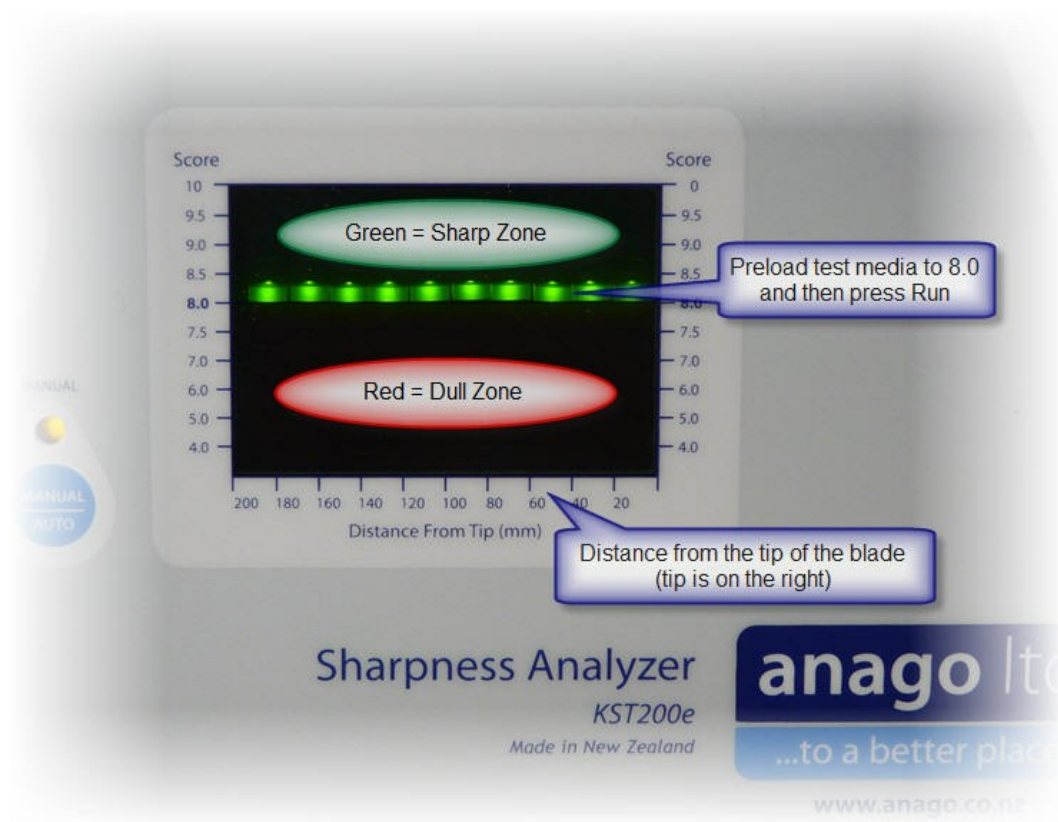 Score Score
10 0
Green = Sharp Zone
9.5 9.5
9.0 9.0
8.5 8.5
Preload test media to 8.0
and then press Run
8.0 8.0
7.5 7.5
7.0 7.0
Red = Dull Zone
6.0 6.0
5.0 5.0
4.0 4.0
MANUAL
MANUAL
AUTO
200 180 160 140 120 100 80 60 40 20
Distance From Tip (mm)
Distance from the tip of the blade
(tip is on the right)
Sharpness Analyzer
KST200e
Made in New Zealand
anago
...to a better place
www.anago.co.nz